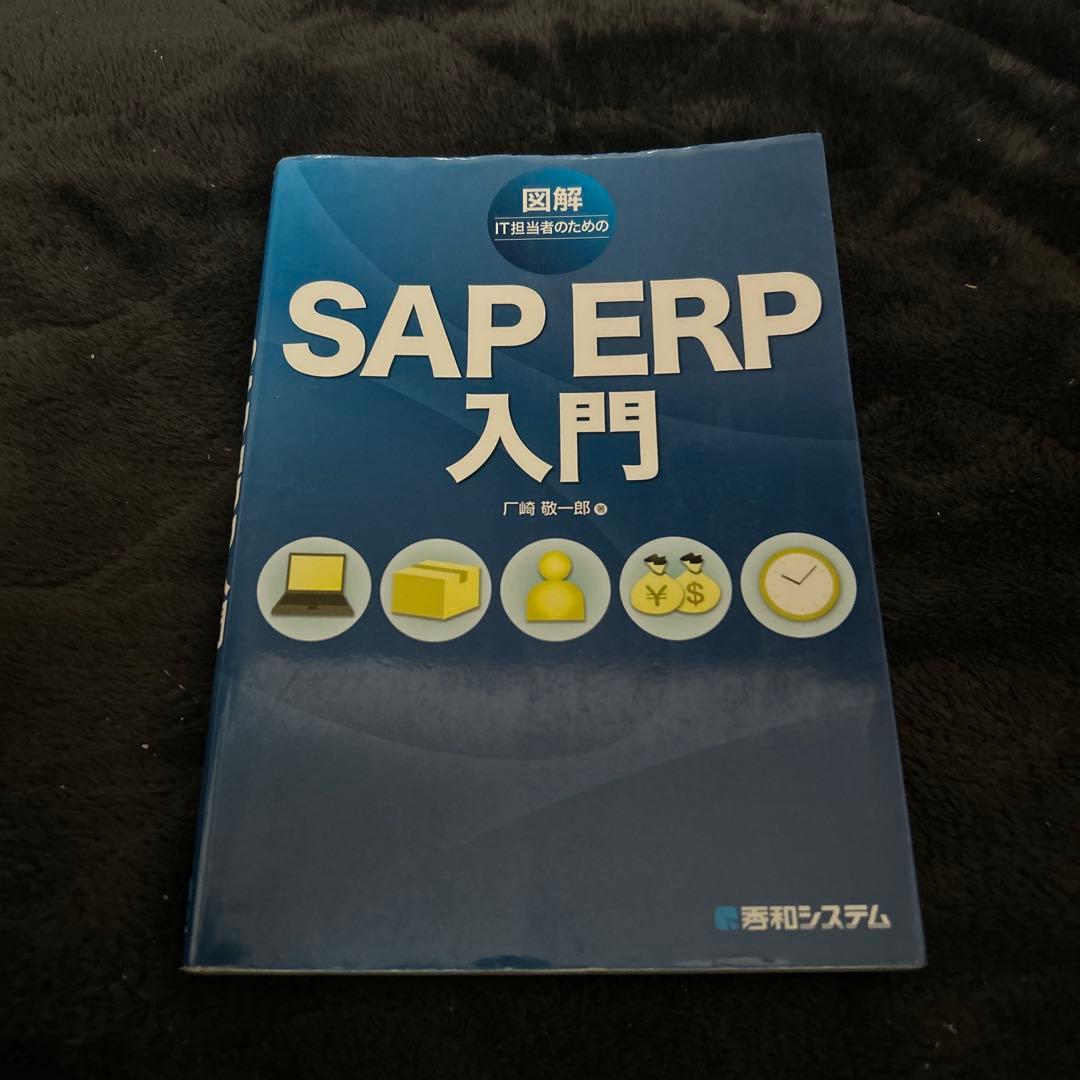 図解
IT担当者のための
SAP ERP
入門
厂崎 敬一郎 著
¥ $
秀和システム